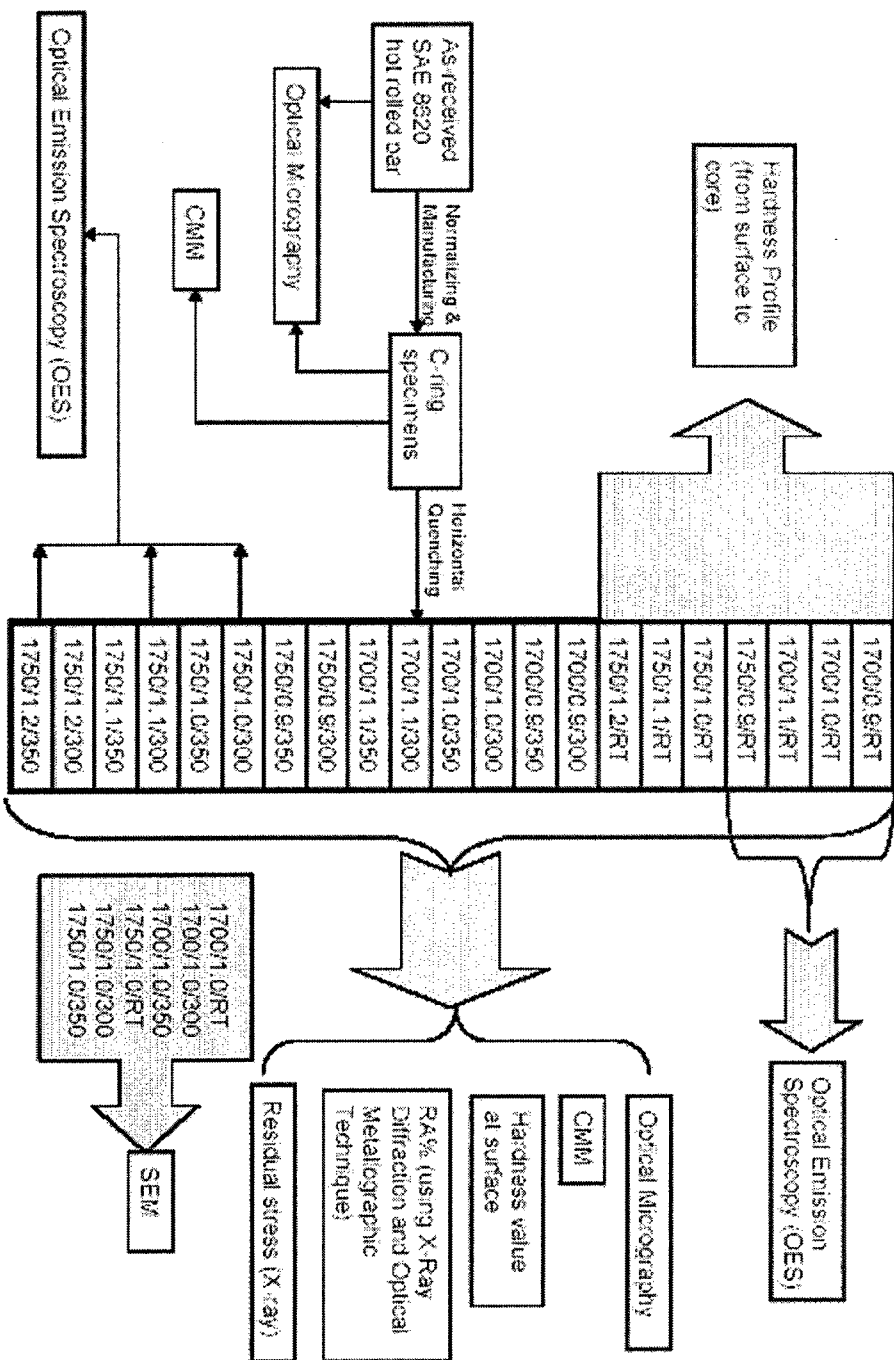 As-received
SAE 8620
hot rolled bar
Normalizing &
Manufacturing
C-ring
specimens
Horizontal
Quenching
Optical Micrography
CMM
Optical Emission Spectroscopy (OES)
Hardness Profile
(from surface to
core)
1700/0.9/RT
1700/1.0/RT
1700/1.1/RT
1750/0.9/RT
1750/1.0/RT
1750/1.1/RT
1750/1.2/RT
1700/0.9/300
1700/0.9/350
1700/1.0/300
1700/1.0/350
1700/1.1/300
1700/1.1/350
1750/0.9/300
1750/0.9/350
1750/1.0/300
1750/1.0/350
1750/1.1/300
1750/1.1/350
1750/1.2/300
1750/1.2/350
Optical Emission
Spectroscopy (OES)
Optical Micrography
CMM
Hardness value
at surface
RA% (using X-Ray
Diffraction and Optical
Metallographic
Technique)
Residual stress (X-ray)
1700/1.0/RT
1700/1.0/300
1700/1.0/350
1750/1.0/RT
1750/1.0/300
1750/1.0/350
SEM